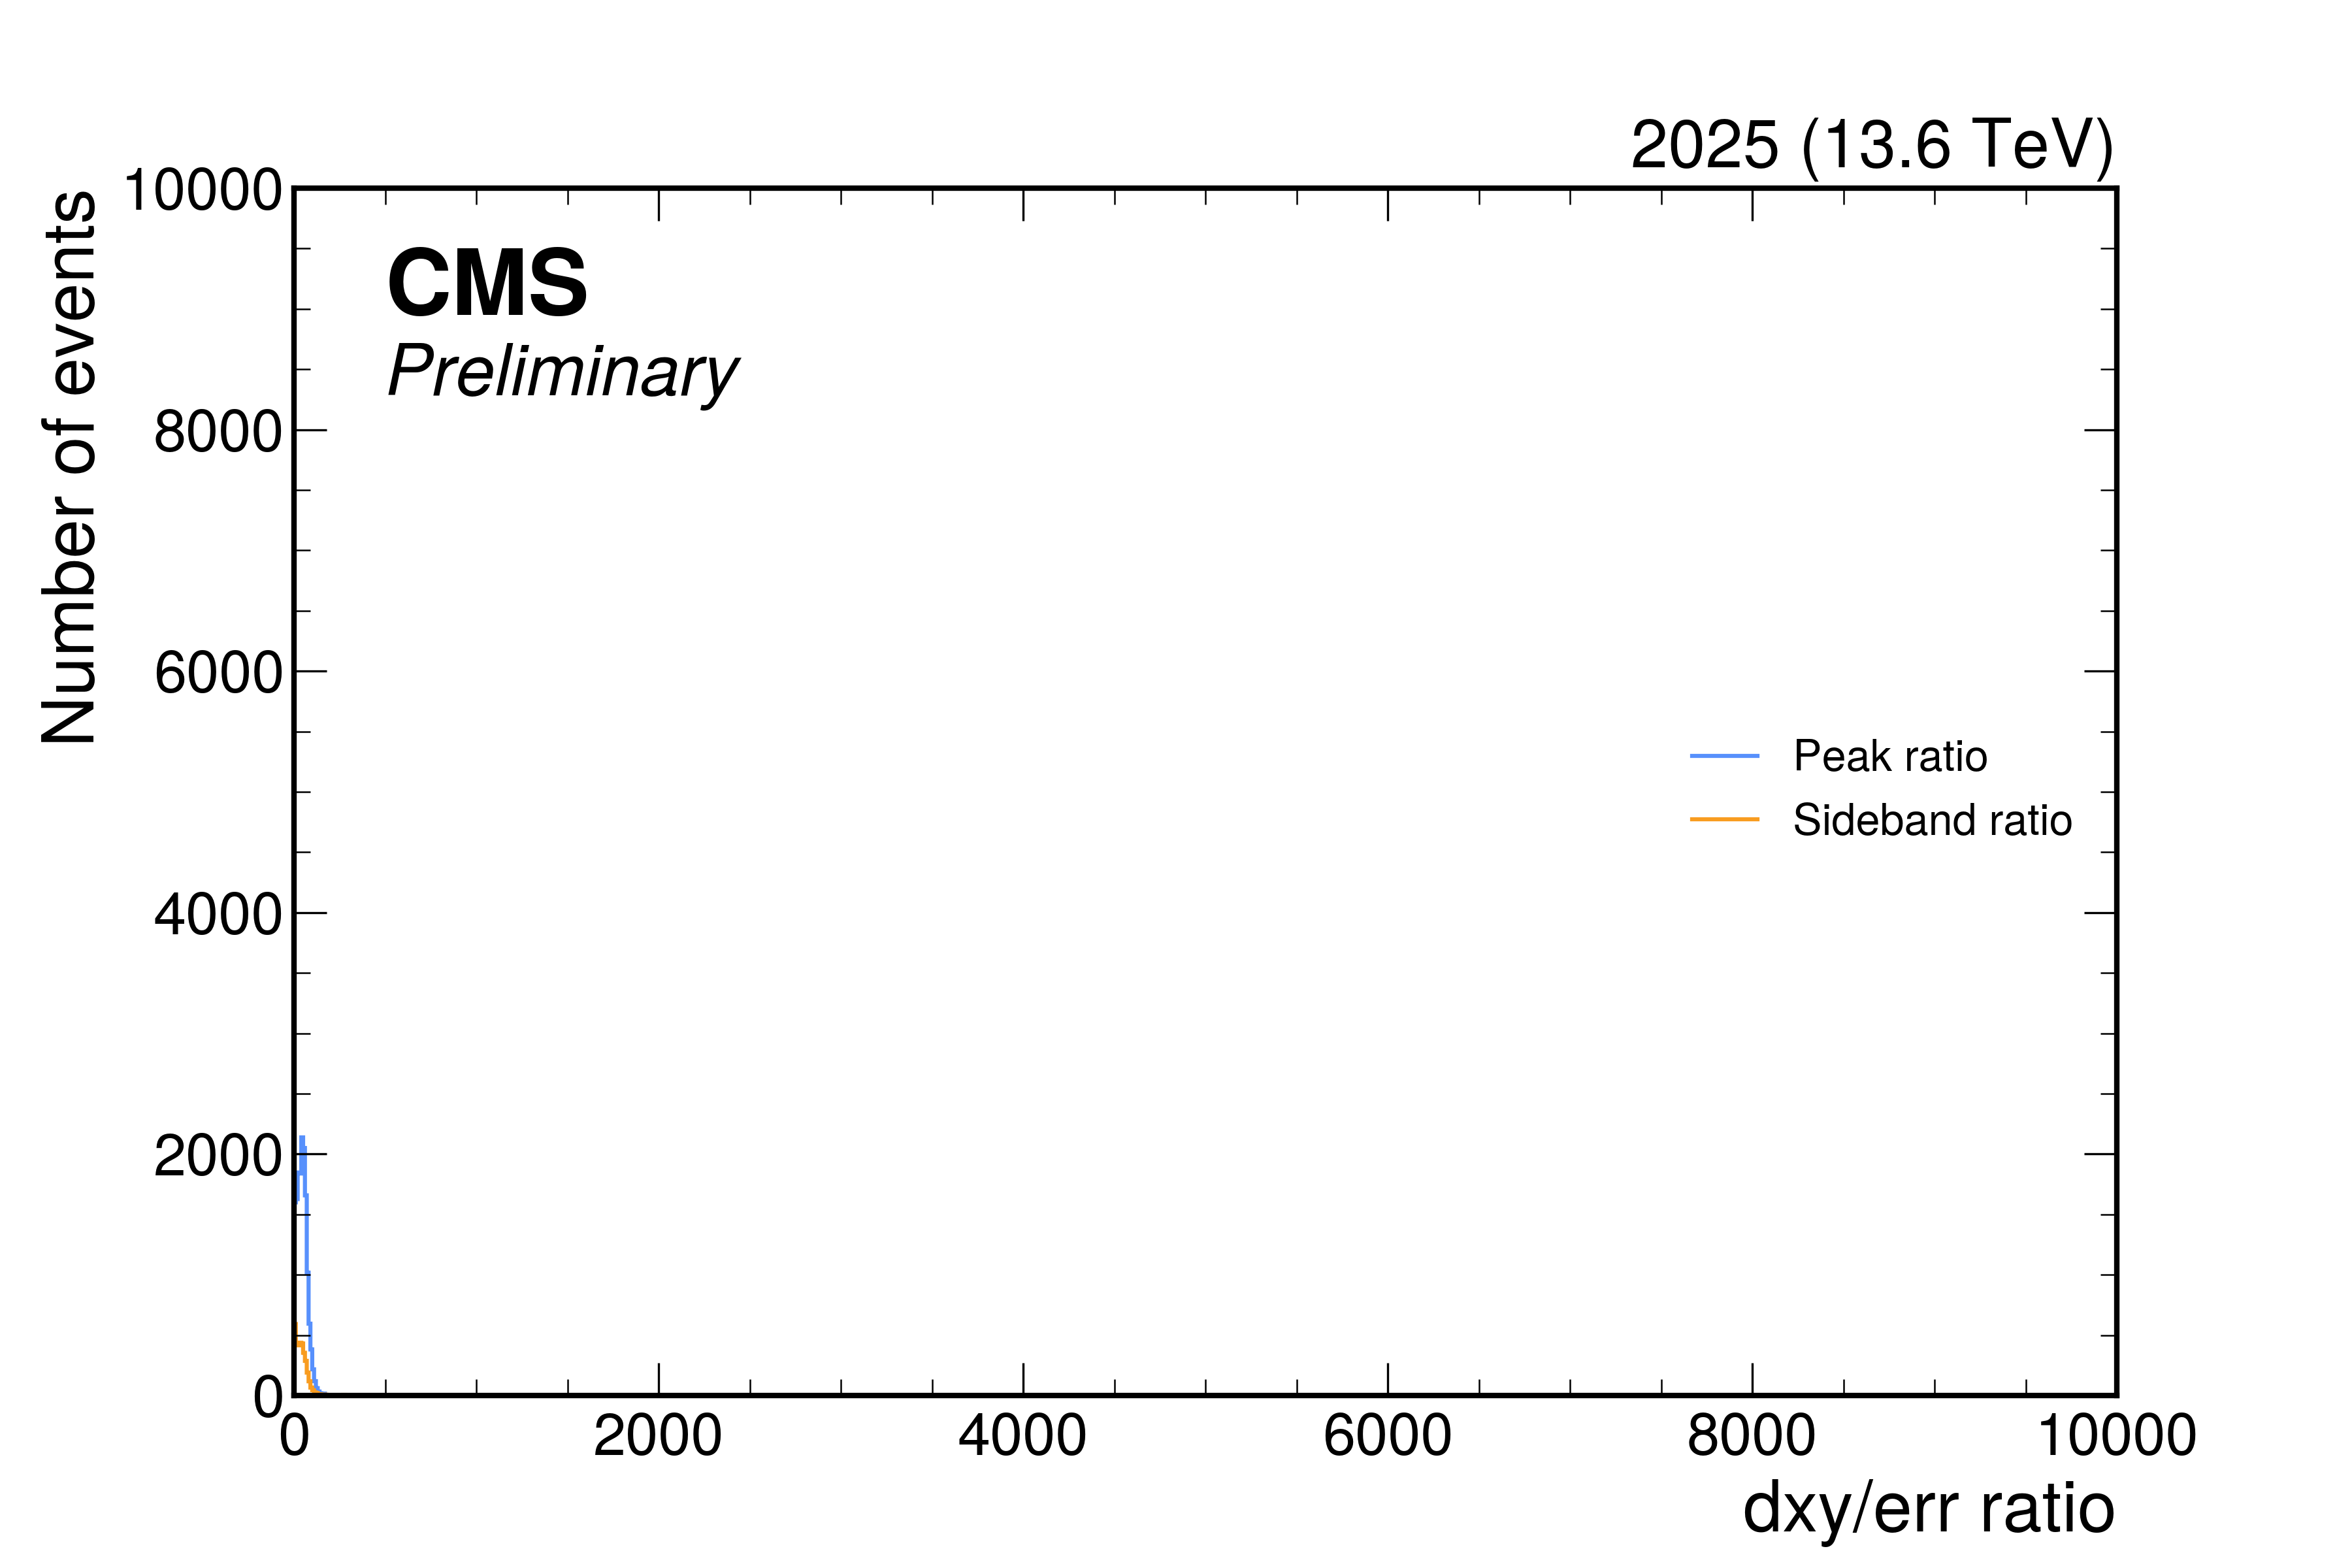 2025 (13.6 TeV)
Number of events
10000
8000
6000
4000
2000
0
CMS
Preliminary
Peak ratio
Sideband ratio
0 2000 4000 6000 8000 10000
dxy/err ratio